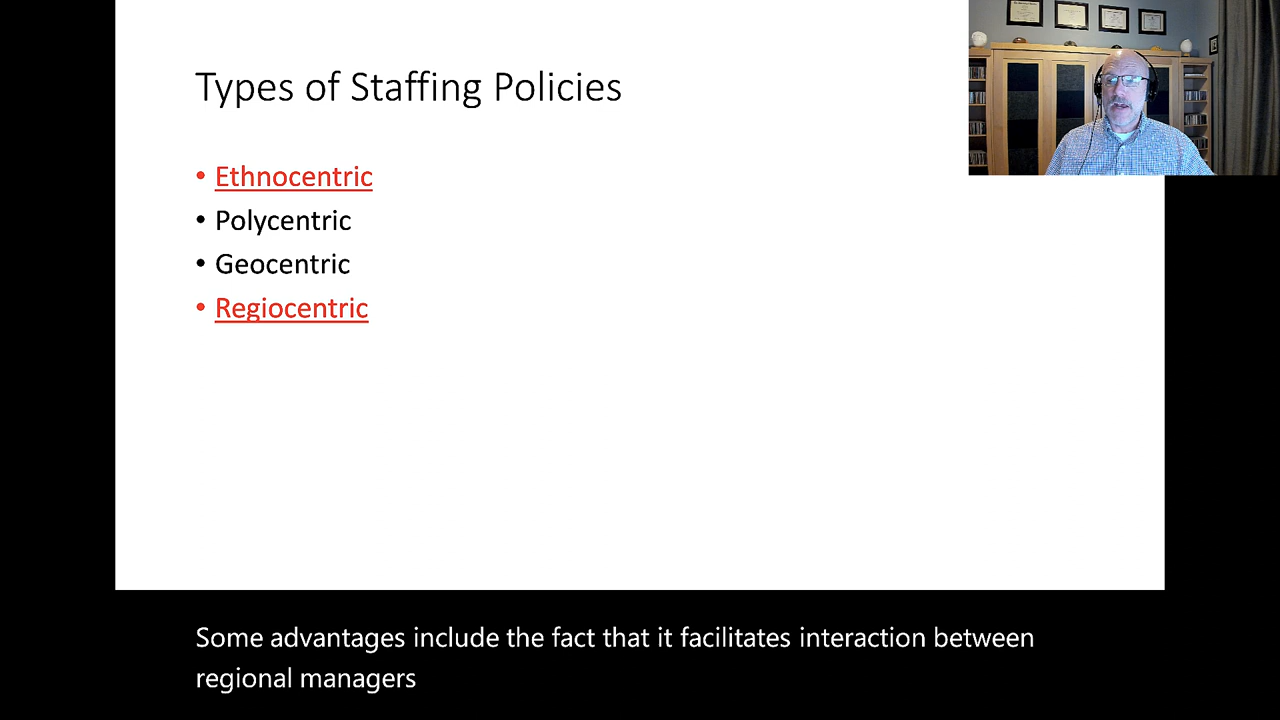 Types of Staffing Policies
• Ethnocentric
• Polycentric
• Geocentric
• Regiocentric
Some advantages include the fact that it facilitates interaction between
regional managers